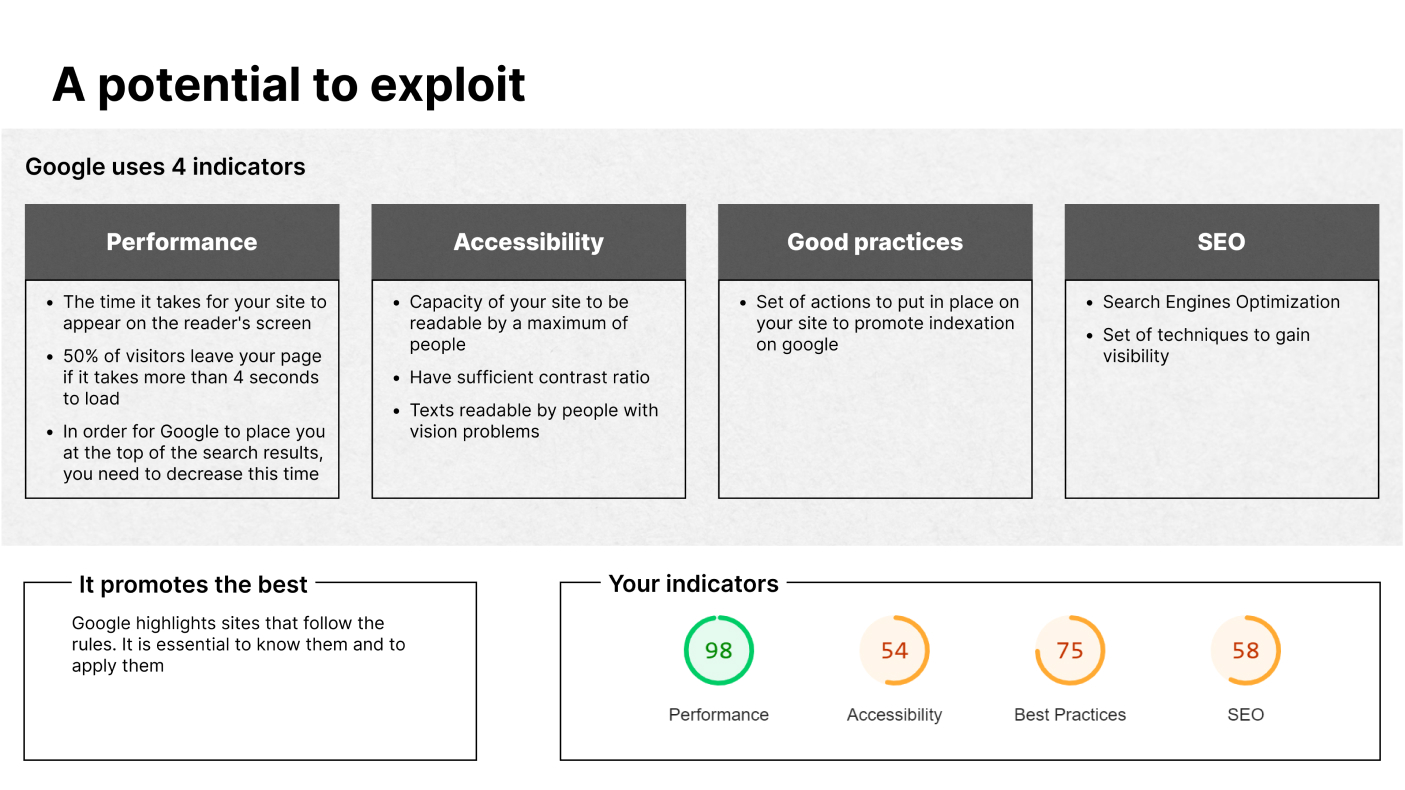 A potential to exploit
Google uses 4 indicators
Performance
• The time it takes for your site to
appear on the reader's screen
• 50% of visitors leave your page
if it takes more than 4 seconds
to load
• In order for Google to place you
at the top of the search results,
you need to decrease this time
Accessibility
• Capacity of your site to be
readable by a maximum of
people
• Have sufficient contrast ratio
• Texts readable by people with
vision problems
Good practices
• Set of actions to put in place on
your site to promote indexation
on google
SEO
• Search Engines Optimization
• Set of techniques to gain
visibility
It promotes the best
Google highlights sites that follow the
rules. It is essential to know them and to
apply them
Your indicators
98
Performance
54
Accessibility
75
Best Practices
58
SEO